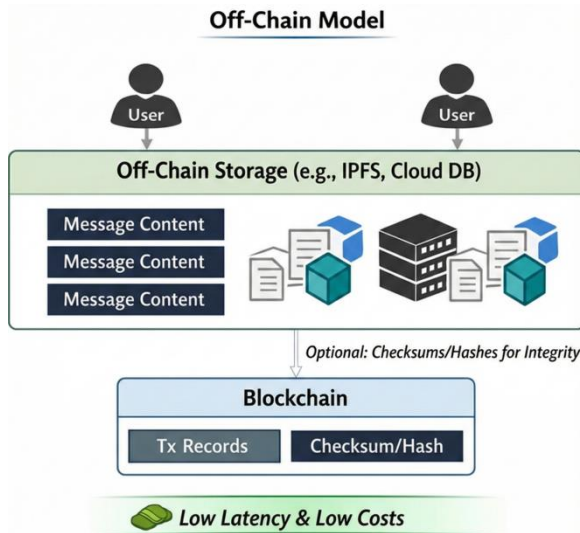 Off-Chain Model
User
User
Off-Chain Storage (e.g., IPFS, Cloud DB)
Message Content
Message Content
Message Content
Optional: Checksums/Hashes for Integrity
Blockchain
Tx Records
Checksum/Hash
Low Latency & Low Costs